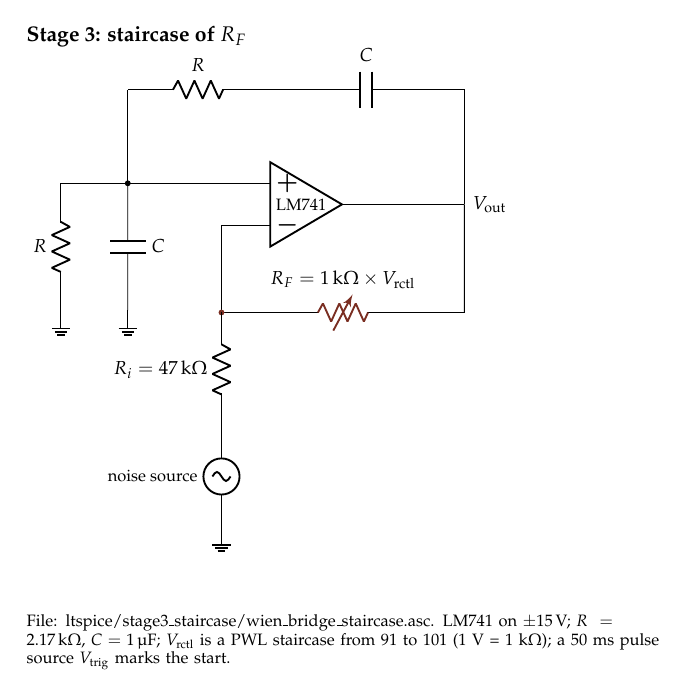 Stage 3: staircase of R_F
C
R
+
LM741
−
V_out
R
C
R_F = 1 kΩ × V_rctl
R_i = 47 kΩ
noise source
File: ltspice/stage3_staircase/wien_bridge_staircase.asc. LM741 on ±15 V; R =
2.17 kΩ, C = 1 µF; V_rctl is a PWL staircase from 91 to 101 (1 V = 1 kΩ); a 50 ms pulse
source V_trig marks the start.